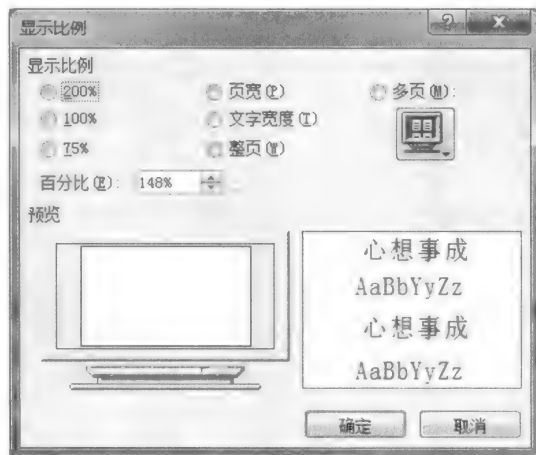 显示比例
显示比例
200% 页宽(P) 多页(M):
100% 文字宽度(T)
75% 整页(W)
百分比(E): 148%
预览
心想事成
AaBbYyZz
心想事成
AaBbYyZz
确定 取消